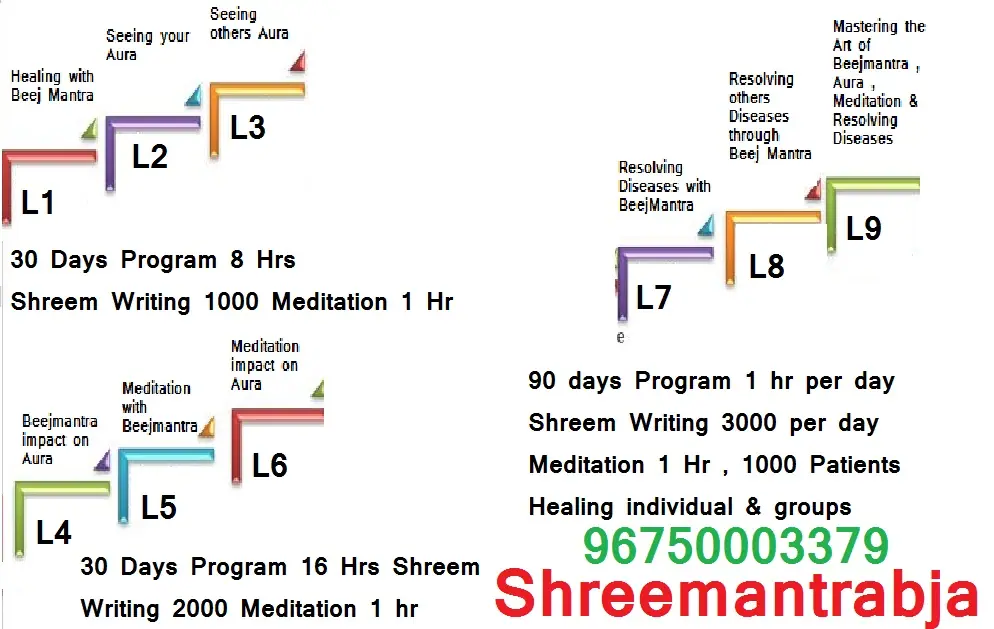 Healing with
Beej Mantra
L1
Seeing your
Aura
L2
Seeing
others Aura
L3
30 Days Program 8 Hrs
Shreem Writing 1000 Meditation 1 Hr
Beejmantra
impact on
Aura
L4
Meditation
with
Beejmantra
L5
Meditation
impact on
Aura
L6
30 Days Program 16 Hrs Shreem
Writing 2000 Meditation 1 hr
Resolving
Diseases with
BeejMantra
L7
e
Resolving
others
Diseases
through
Beej Mantra
L8
Mastering the
Art of
Beejmantra ,
Aura ,
Meditation &
Resolving
Diseases
L9
90 days Program 1 hr per day
Shreem Writing 3000 per day
Meditation 1 Hr , 1000 Patients
Healing individual & groups
96750003379
Shreemantrabja